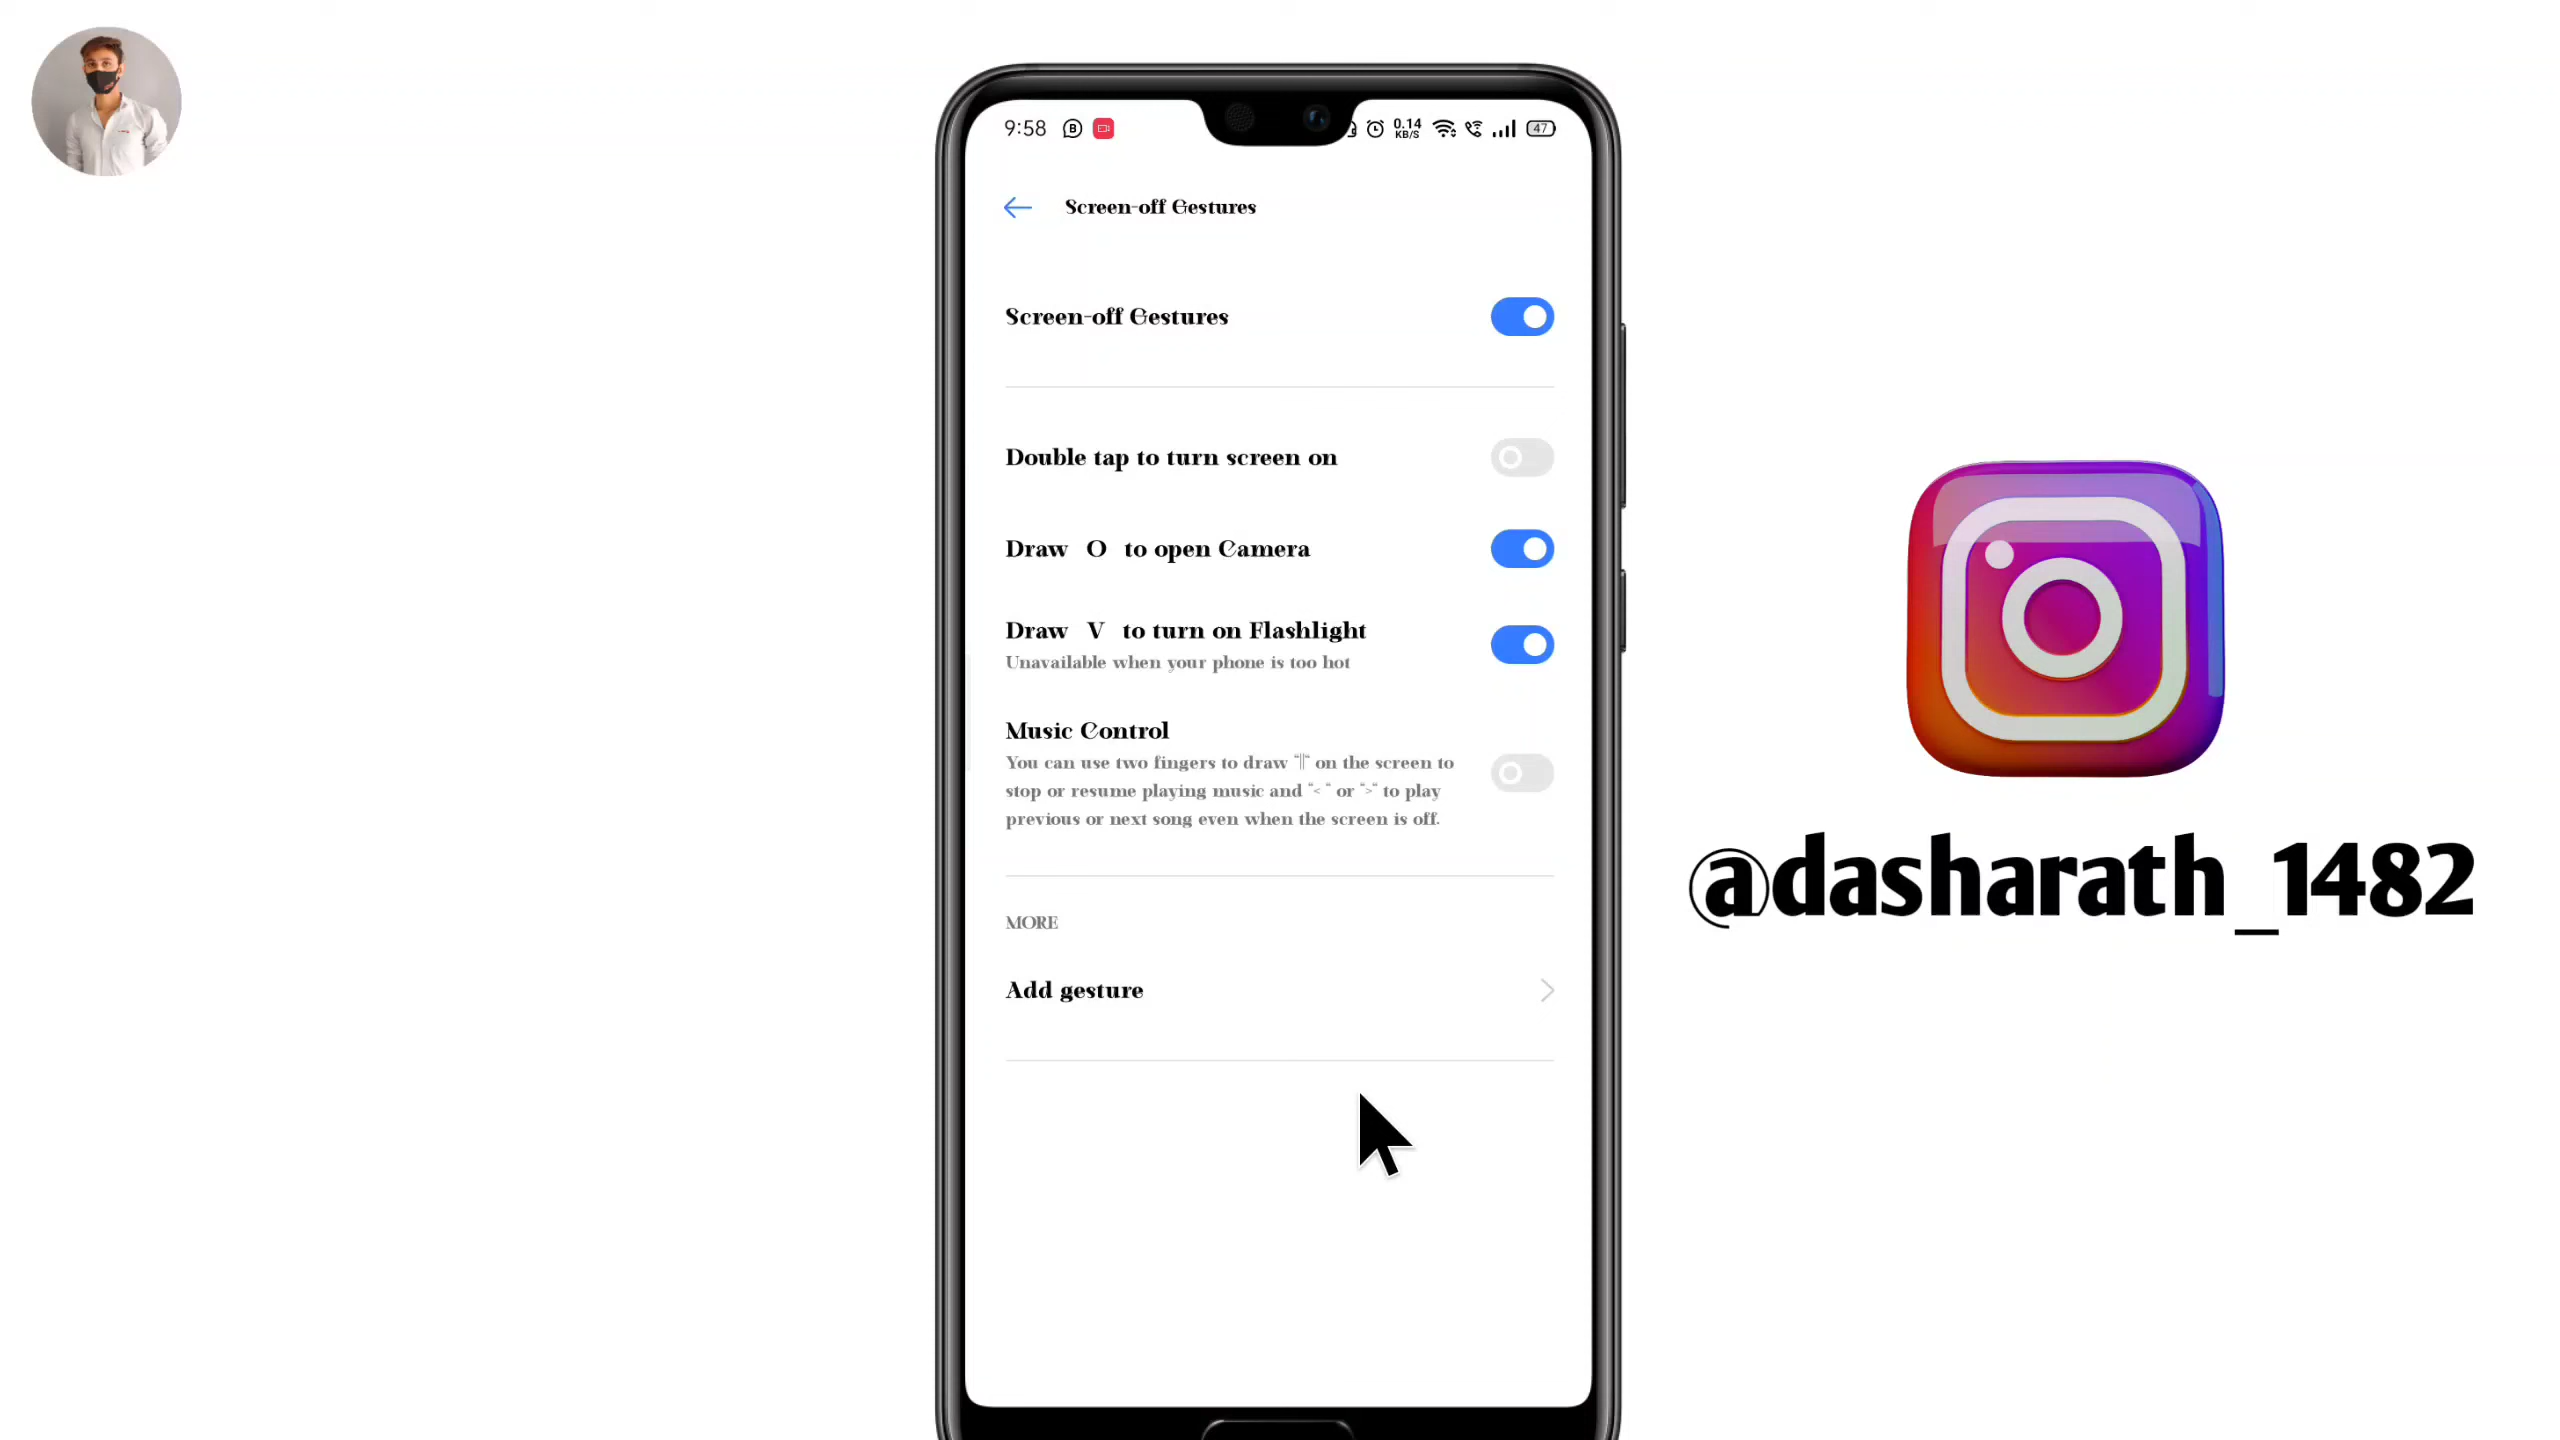 9:58
0.14
KB/S
47
Screen-off Gestures
Screen-off Gestures
Double tap to turn screen on
Draw O to open Camera
Draw V to turn on Flashlight
Unavailable when your phone is too hot
Music Control
You can use two fingers to draw "||" on the screen to
stop or resume playing music and "< " or ">" to play
previous or next song even when the screen is off.
MORE
Add gesture
@dasharath_1482